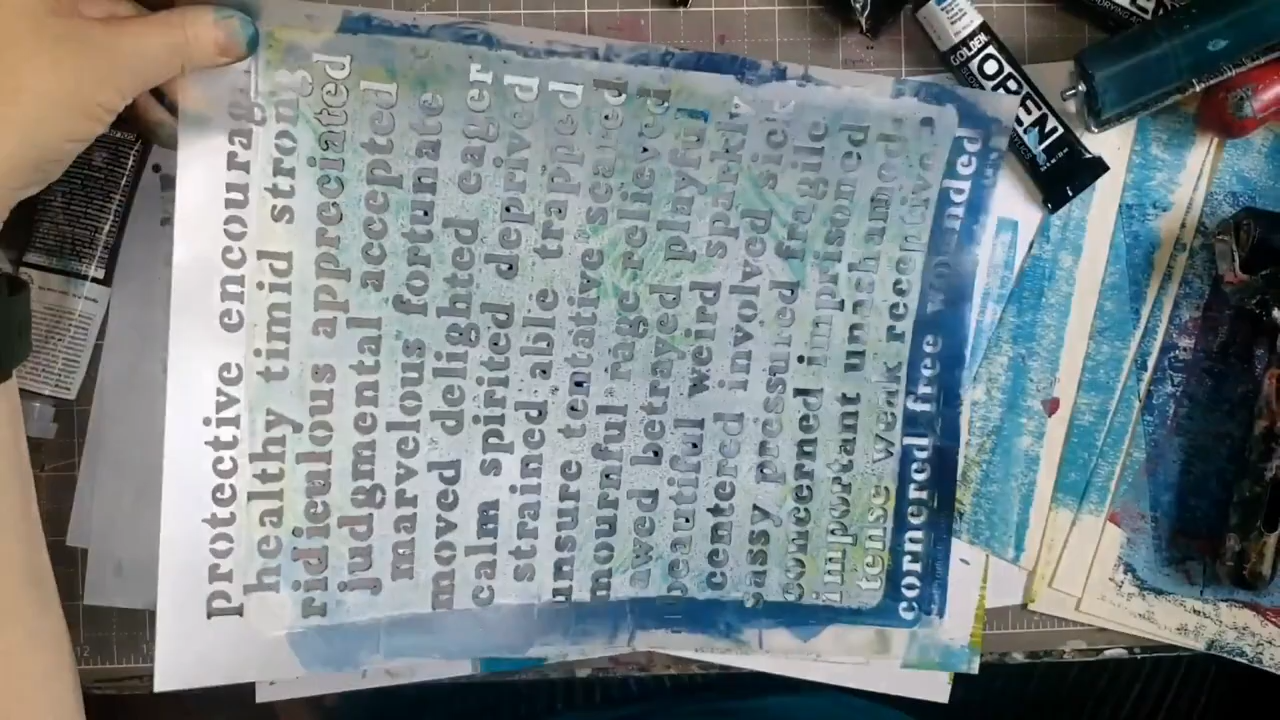 protective encourag
healthy timid strong
ridiculous appreciated
judgmental accepted
marvelous fortunate
moved delighted eager
calm spirited deprived
strained able trapped
unsure tentative scared
mournful rage relieved
awed betrayed playful
beautiful weird sparkly
centered involved sick
sassy pressured fragile
concerned imprisoned
important unashamed
tense weak receptive
cornered free wounded
GOLDEN
OPEN